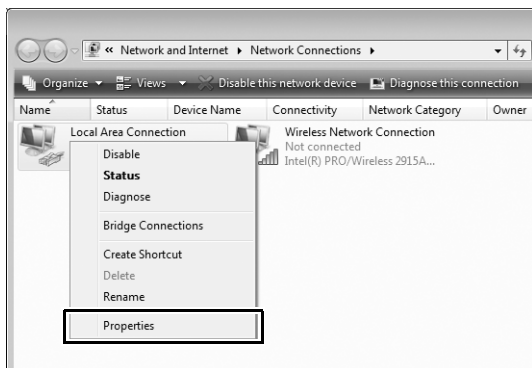 « Network and Internet ▸ Network Connections ▸
Organize Views Disable this network device Diagnose this connection
Name Status Device Name Connectivity Network Category Owner
Local Area Connection
Wireless Network Connection
Not connected
Intel(R) PRO/Wireless 2915A...
Disable
Status
Diagnose
Bridge Connections
Create Shortcut
Delete
Rename
Properties